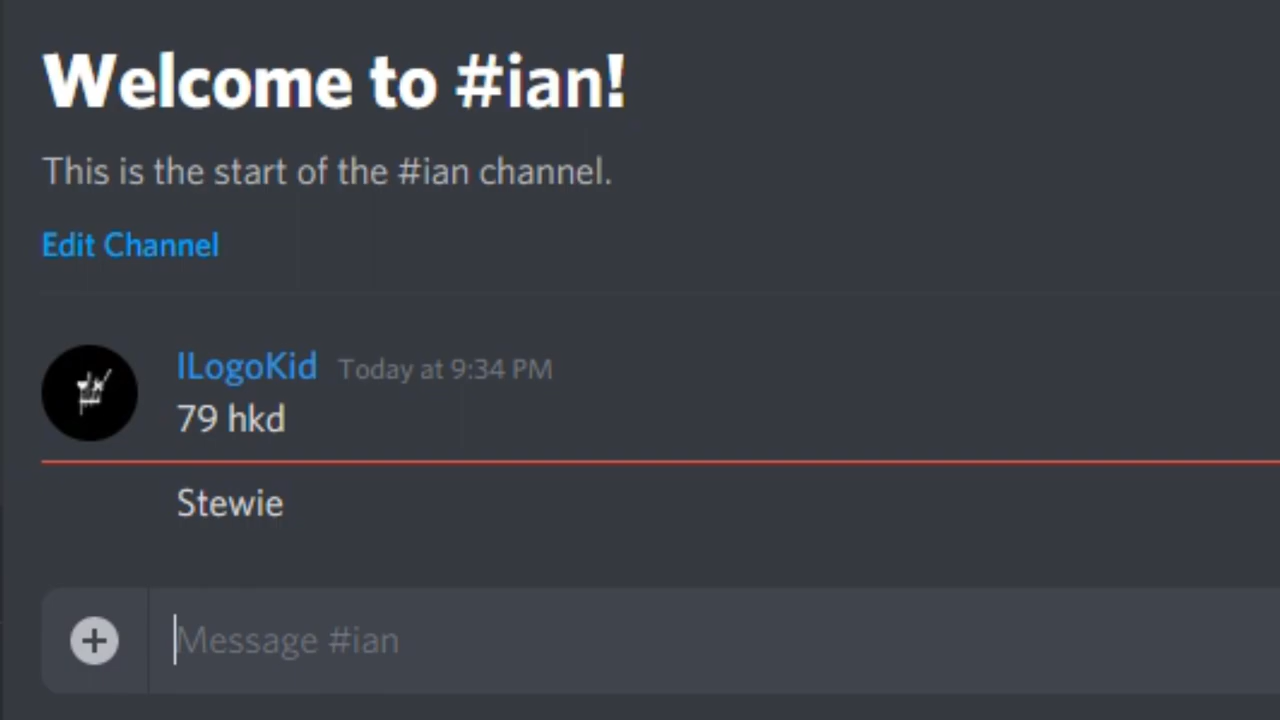 Welcome to #ian!
This is the start of the #ian channel.
Edit Channel
ILogoKid Today at 9:34 PM
79 hkd
Stewie
Message #ian